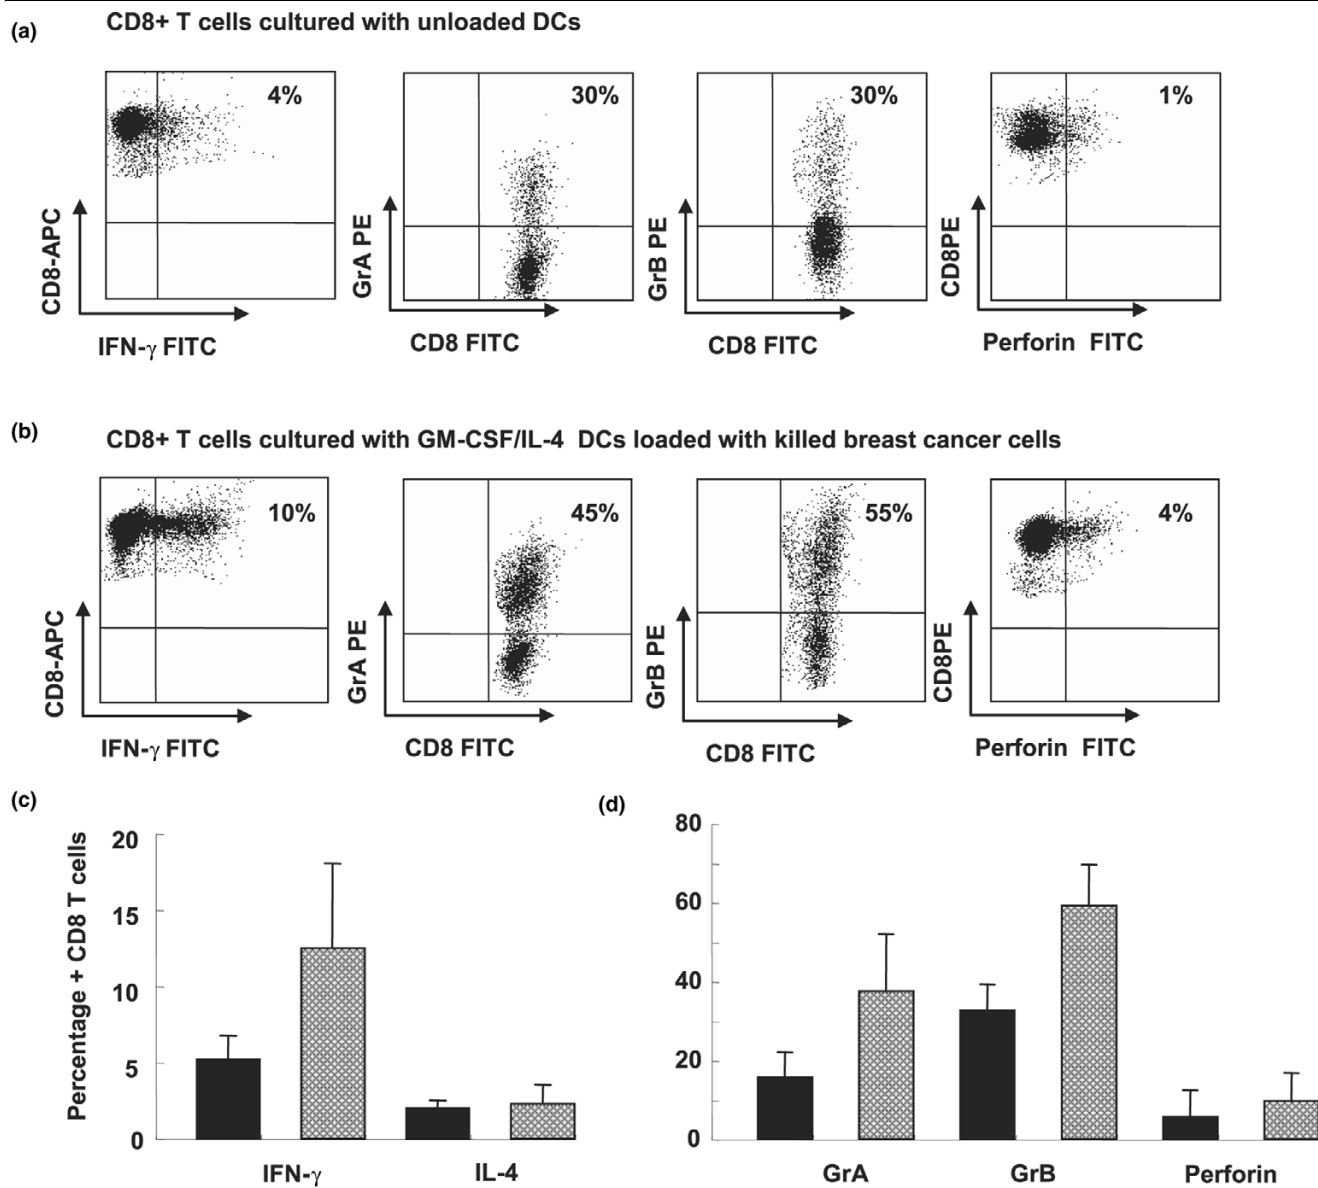 (a)
CD8+ T cells cultured with unloaded DCs
4%
30%
30%
1%
CD8-APC
GrA PE
GrB PE
CD8PE
IFN-γ FITC
CD8 FITC
CD8 FITC
Perforin FITC
(b)
CD8+ T cells cultured with GM-CSF/IL-4 DCs loaded with killed breast cancer cells
10%
45%
55%
4%
CD8-APC
GrA PE
GrB PE
CD8PE
IFN-γ FITC
CD8 FITC
CD8 FITC
Perforin FITC
(c)
Percentage + CD8 T cells
20
15
10
5
0
IFN-γ
IL-4
(d)
80
60
40
20
0
GrA
GrB
Perforin